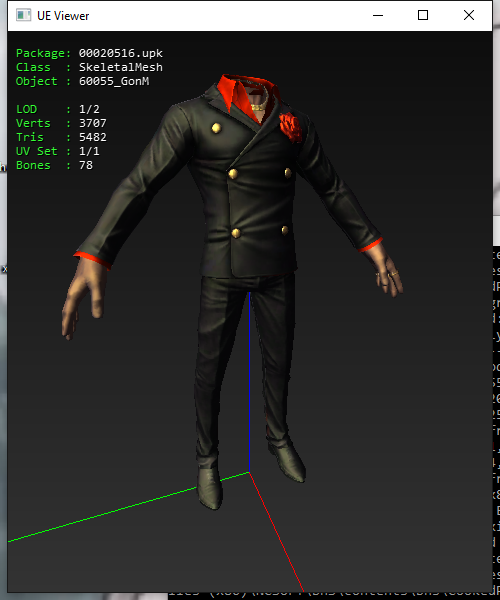 UE Viewer
Package: 00020516.upk
Class : SkeletalMesh
Object : 60055_GonM
LOD : 1/2
Verts : 3707
Tris : 5482
UV Set : 1/1
Bones : 78